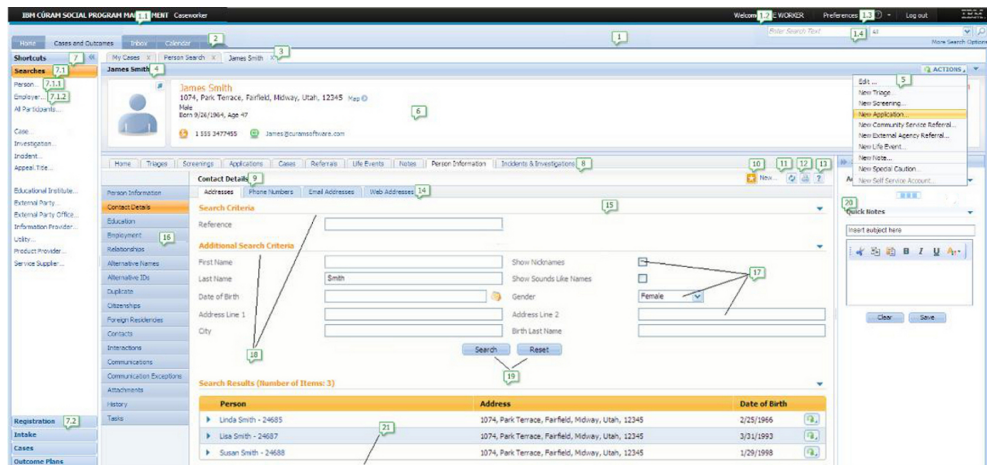 IBM CÚRAM SOCIAL PROGRAM MANAGEMENT Caseworker
1.1
Welcome
1.2
E WORKER
Preferences
1.3
Log out
1
Enter Search Text
1.4
All
More Search Options
Home
Cases and Outcomes
Inbox
Calendar
2
Shortcuts
7
My Cases X
Person Search X
James Smith X
3
Searches
7.1
James Smith
4
ACTIONS
Person...
7.1.1
Employer...
7.1.2
All Participants...
Case...
Investigation...
Incident...
Appeal Title...
Educational Institute...
External Party...
External Party Office...
Information Provider...
Utility...
Product Provider...
Service Supplier...
James Smith
1074, Park Terrace, Fairfield, Midway, Utah, 12345 Map
Male
Born 9/26/1964, Age 47
6
1 555 3477455
James@curamsoftware.com
Edit ...
5
New Triage...
New Screening...
New Application...
New Community Service Referral...
New External Agency Referral...
New Life Event...
New Note...
New Special Caution...
New Self Service Account...
Home
Triages
Screenings
Applications
Cases
Referrals
Life Events
Notes
Person Information
Incidents & Investigations
8
Contact Details
9
10
11
12
13
New...
?
Person Information
Contact Details
Education
Employment
16
Relationships
Alternative Names
Alternative IDs
Duplicate
Citizenships
Foreign Residencies
Contacts
Interactions
Communications
Communication Exceptions
Attachments
History
Tasks
Addresses
Phone Numbers
Email Addresses
Web Addresses
14
Search Criteria
15
Reference
Additional Search Criteria
First Name
Show Nicknames
Last Name
Smith
Show Sounds Like Names
17
Date of Birth
Gender
Female
Address Line 1
Address Line 2
City
Birth Last Name
18
Search
Reset
19
Search Results (Number of Items: 3)
Person
Address
Date of Birth
Linda Smith - 24685
1074, Park Terrace, Fairfield, Midway, Utah, 12345
2/25/1966
21
Lisa Smith - 24687
1074, Park Terrace, Fairfield, Midway, Utah, 12345
3/31/1993
Susan Smith - 24688
1074, Park Terrace, Fairfield, Midway, Utah, 12345
1/29/1998
20
Quick Notes
Insert subject here
B I U
Clear
Save
Registration
7.2
Intake
Cases
Outcome Plans